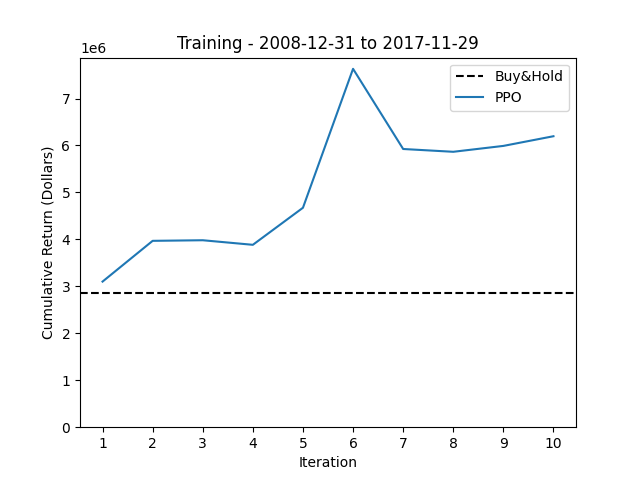 Training - 2008-12-31 to 2017-11-29
1e6
Buy&Hold
PPO
Cumulative Return (Dollars)
7
6
5
4
3
2
1
0
1 2 3 4 5 6 7 8 9 10
Iteration